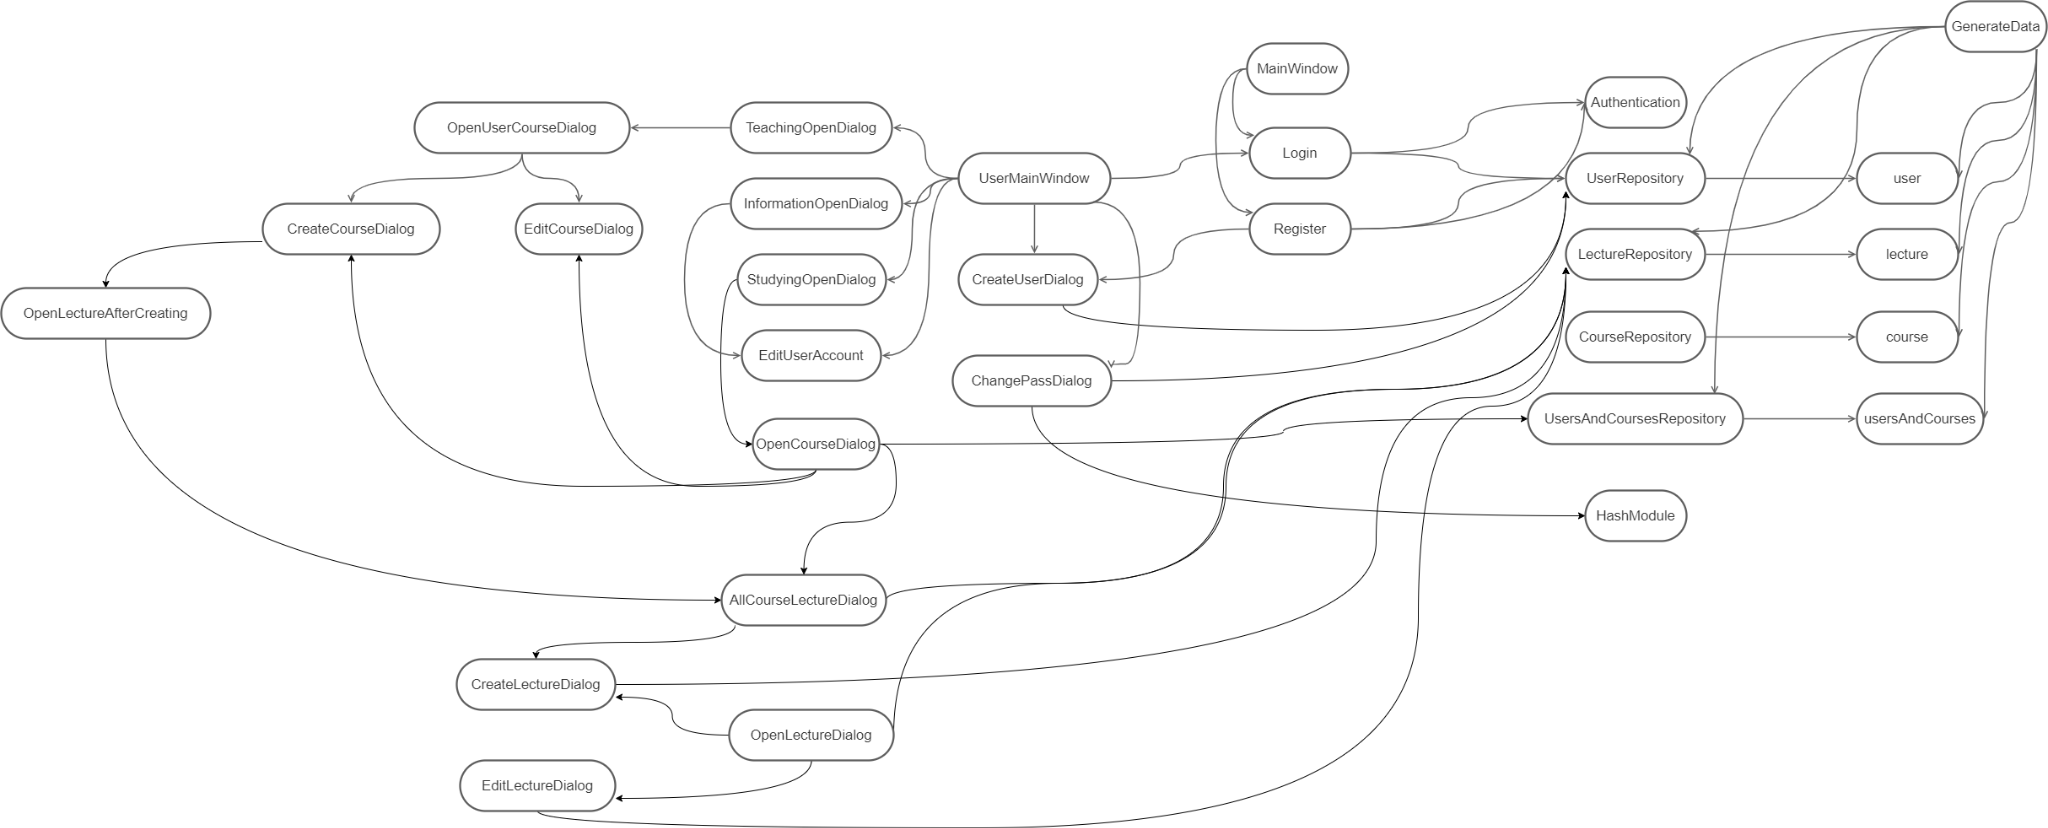 GenerateData
MainWindow
Authentication
OpenUserCourseDialog
TeachingOpenDialog
Login
UserMainWindow
UserRepository
user
InformationOpenDialog
CreateCourseDialog
EditCourseDialog
Register
LectureRepository
lecture
StudyingOpenDialog
CreateUserDialog
OpenLectureAfterCreating
CourseRepository
course
EditUserAccount
ChangePassDialog
UsersAndCoursesRepository
usersAndCourses
OpenCourseDialog
HashModule
AllCourseLectureDialog
CreateLectureDialog
OpenLectureDialog
EditLectureDialog